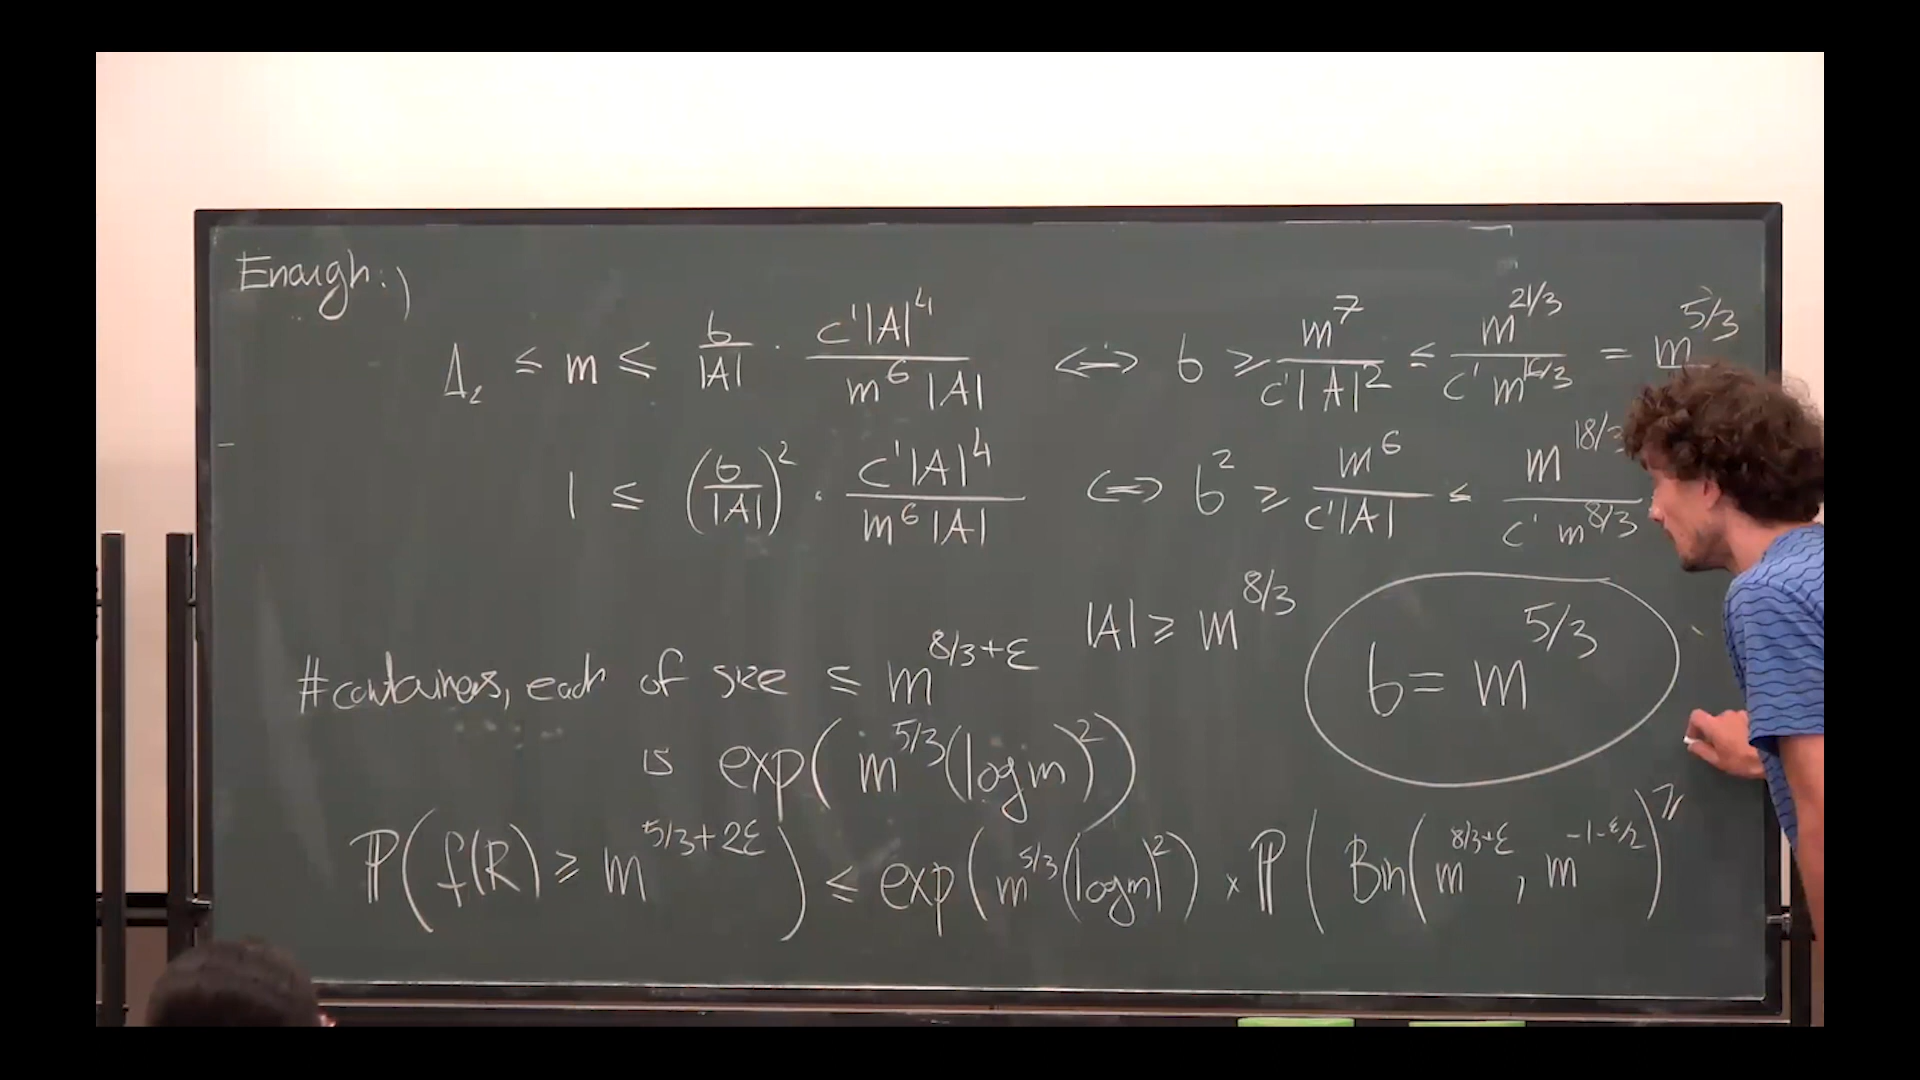 Enough:)
Δ₂ ≤ m ≤ b/|A| · c'|A|⁴/(m⁶|A|) ⟺ b ≥ m⁷/(c'|A|²) ≤ m^{21/3}/(c' m^{16/3}) = m^{5/3}
1 ≤ (b/|A|)² · c'|A|⁴/(m⁶|A|) ⟺ b² ≥ m⁶/(c'|A|) ≤ m^{18/3}/(c' m^{8/3})
|A| ≥ m^{8/3}
b = m^{5/3}
#containers, each of size ≤ m^{8/3+ε}
is exp(m^{5/3}(log m)²)
ℙ(f(R) ≥ m^{5/3+2ε}) ≤ exp(m^{5/3}(log m)²) × ℙ(Bin(m^{8/3+ε}, m^{-1-ε/2}) ≥